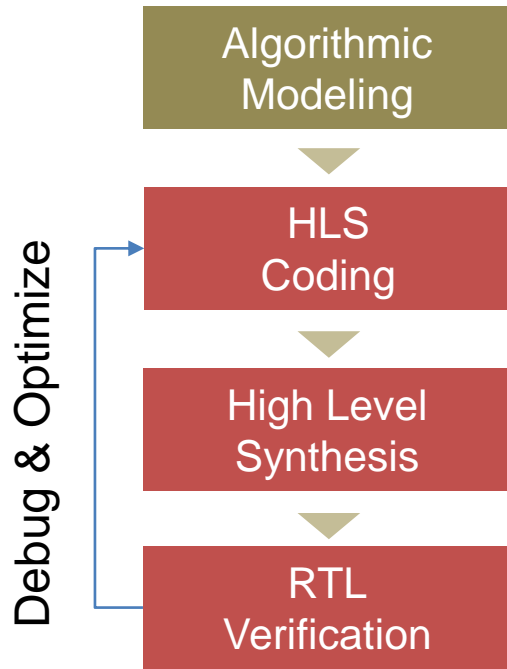 Algorithmic
Modeling
HLS
Coding
High Level
Synthesis
RTL
Verification
Debug & Optimize